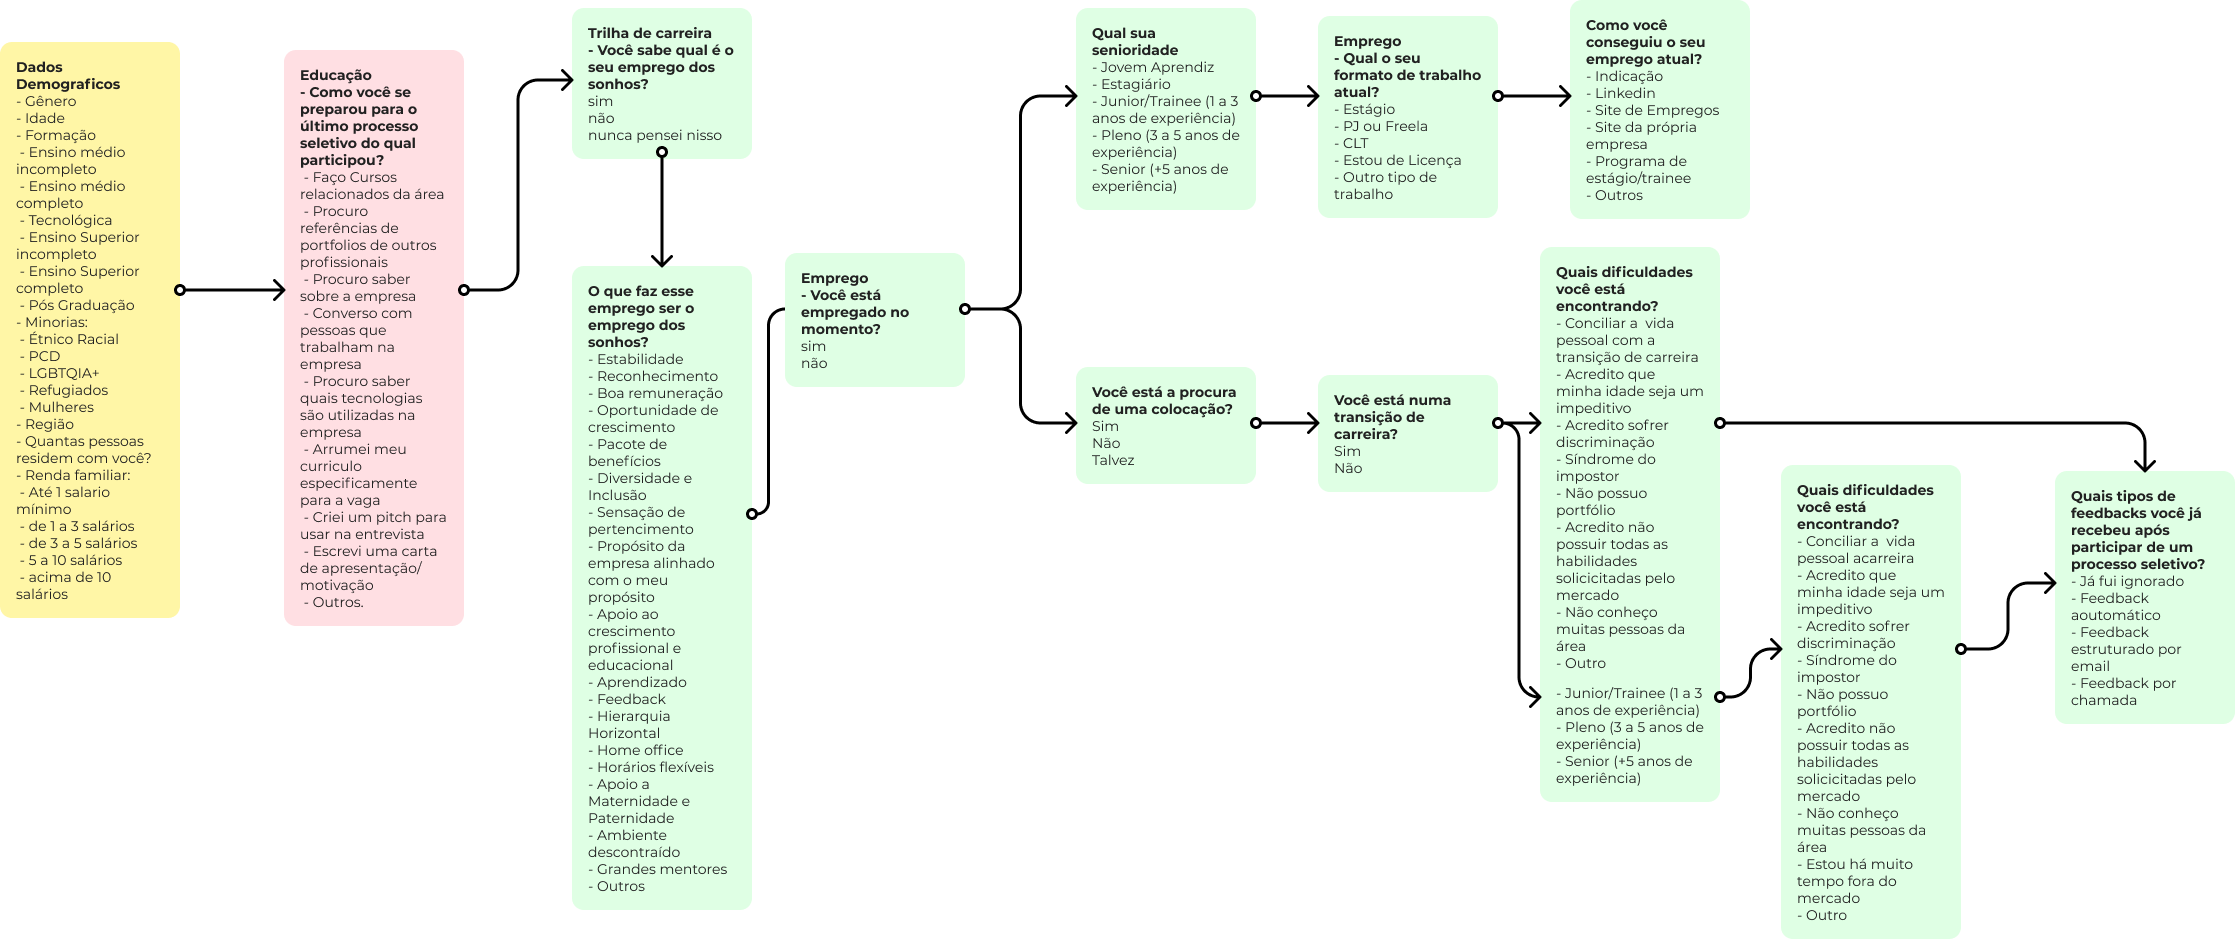 Dados
Demograficos
- Gênero
- Idade
- Formação
- Ensino médio
incompleto
- Ensino médio
completo
- Tecnológica
- Ensino Superior
incompleto
- Ensino Superior
completo
- Pós Graduação
- Minorias:
- Étnico Racial
- PCD
- LGBTQIA+
- Refugiados
- Mulheres
- Região
- Quantas pessoas
residem com você?
- Renda familiar:
- Até 1 salario
mínimo
- de 1 a 3 salários
- de 3 a 5 salários
- 5 a 10 salários
- acima de 10
salários
Educação
- Como você se
preparou para o
último processo
seletivo do qual
participou?
- Faço Cursos
relacionados da área
- Procuro
referências de
portfolios de outros
profissionais
- Procuro saber
sobre a empresa
- Converso com
pessoas que
trabalham na
empresa
- Procuro saber
quais tecnologias
são utilizadas na
empresa
- Arrumei meu
curriculo
especificamente
para a vaga
- Criei um pitch para
usar na entrevista
- Escrevi uma carta
de apresentação/
motivação
- Outros.
Trilha de carreira
- Você sabe qual é o
seu emprego dos
sonhos?
sim
não
nunca pensei nisso
O que faz esse
emprego ser o
emprego dos
sonhos?
- Estabilidade
- Reconhecimento
- Boa remuneração
- Oportunidade de
crescimento
- Pacote de
benefícios
- Diversidade e
Inclusão
- Sensação de
pertencimento
- Propósito da
empresa alinhado
com o meu
propósito
- Apoio ao
crescimento
profissional e
educacional
- Aprendizado
- Feedback
- Hierarquia
Horizontal
- Home office
- Horários flexíveis
- Apoio a
Maternidade e
Paternidade
- Ambiente
descontraído
- Grandes mentores
- Outros
Emprego
- Você está
empregado no
momento?
sim
não
Qual sua
senioridade
- Jovem Aprendiz
- Estagiário
- Junior/Trainee (1 a 3
anos de experiência)
- Pleno (3 a 5 anos de
experiência)
- Senior (+5 anos de
experiência)
Emprego
- Qual o seu
formato de trabalho
atual?
- Estágio
- PJ ou Freela
- CLT
- Estou de Licença
- Outro tipo de
trabalho
Como você
conseguiu o seu
emprego atual?
- Indicação
- Linkedin
- Site de Empregos
- Site da própria
empresa
- Programa de
estágio/trainee
- Outros
Você está a procura
de uma colocação?
Sim
Não
Talvez
Você está numa
transição de
carreira?
Sim
Não
Quais dificuldades
você está
encontrando?
- Conciliar a  vida
pessoal com a
transição de carreira
- Acredito que
minha idade seja um
impeditivo
- Acredito sofrer
discriminação
- Síndrome do
impostor
- Não possuo
portfólio
- Acredito não
possuir todas as
habilidades
solicicitadas pelo
mercado
- Não conheço
muitas pessoas da
área
- Outro
- Junior/Trainee (1 a 3
anos de experiência)
- Pleno (3 a 5 anos de
experiência)
- Senior (+5 anos de
experiência)
Quais dificuldades
você está
encontrando?
- Conciliar a  vida
pessoal acarreira
- Acredito que
minha idade seja um
impeditivo
- Acredito sofrer
discriminação
- Síndrome do
impostor
- Não possuo
portfólio
- Acredito não
possuir todas as
habilidades
solicicitadas pelo
mercado
- Não conheço
muitas pessoas da
área
- Estou há muito
tempo fora do
mercado
- Outro
Quais tipos de
feedbacks você já
recebeu após
participar de um
processo seletivo?
- Já fui ignorado
- Feedback
aoutomático
- Feedback
estruturado por
email
- Feedback por
chamada